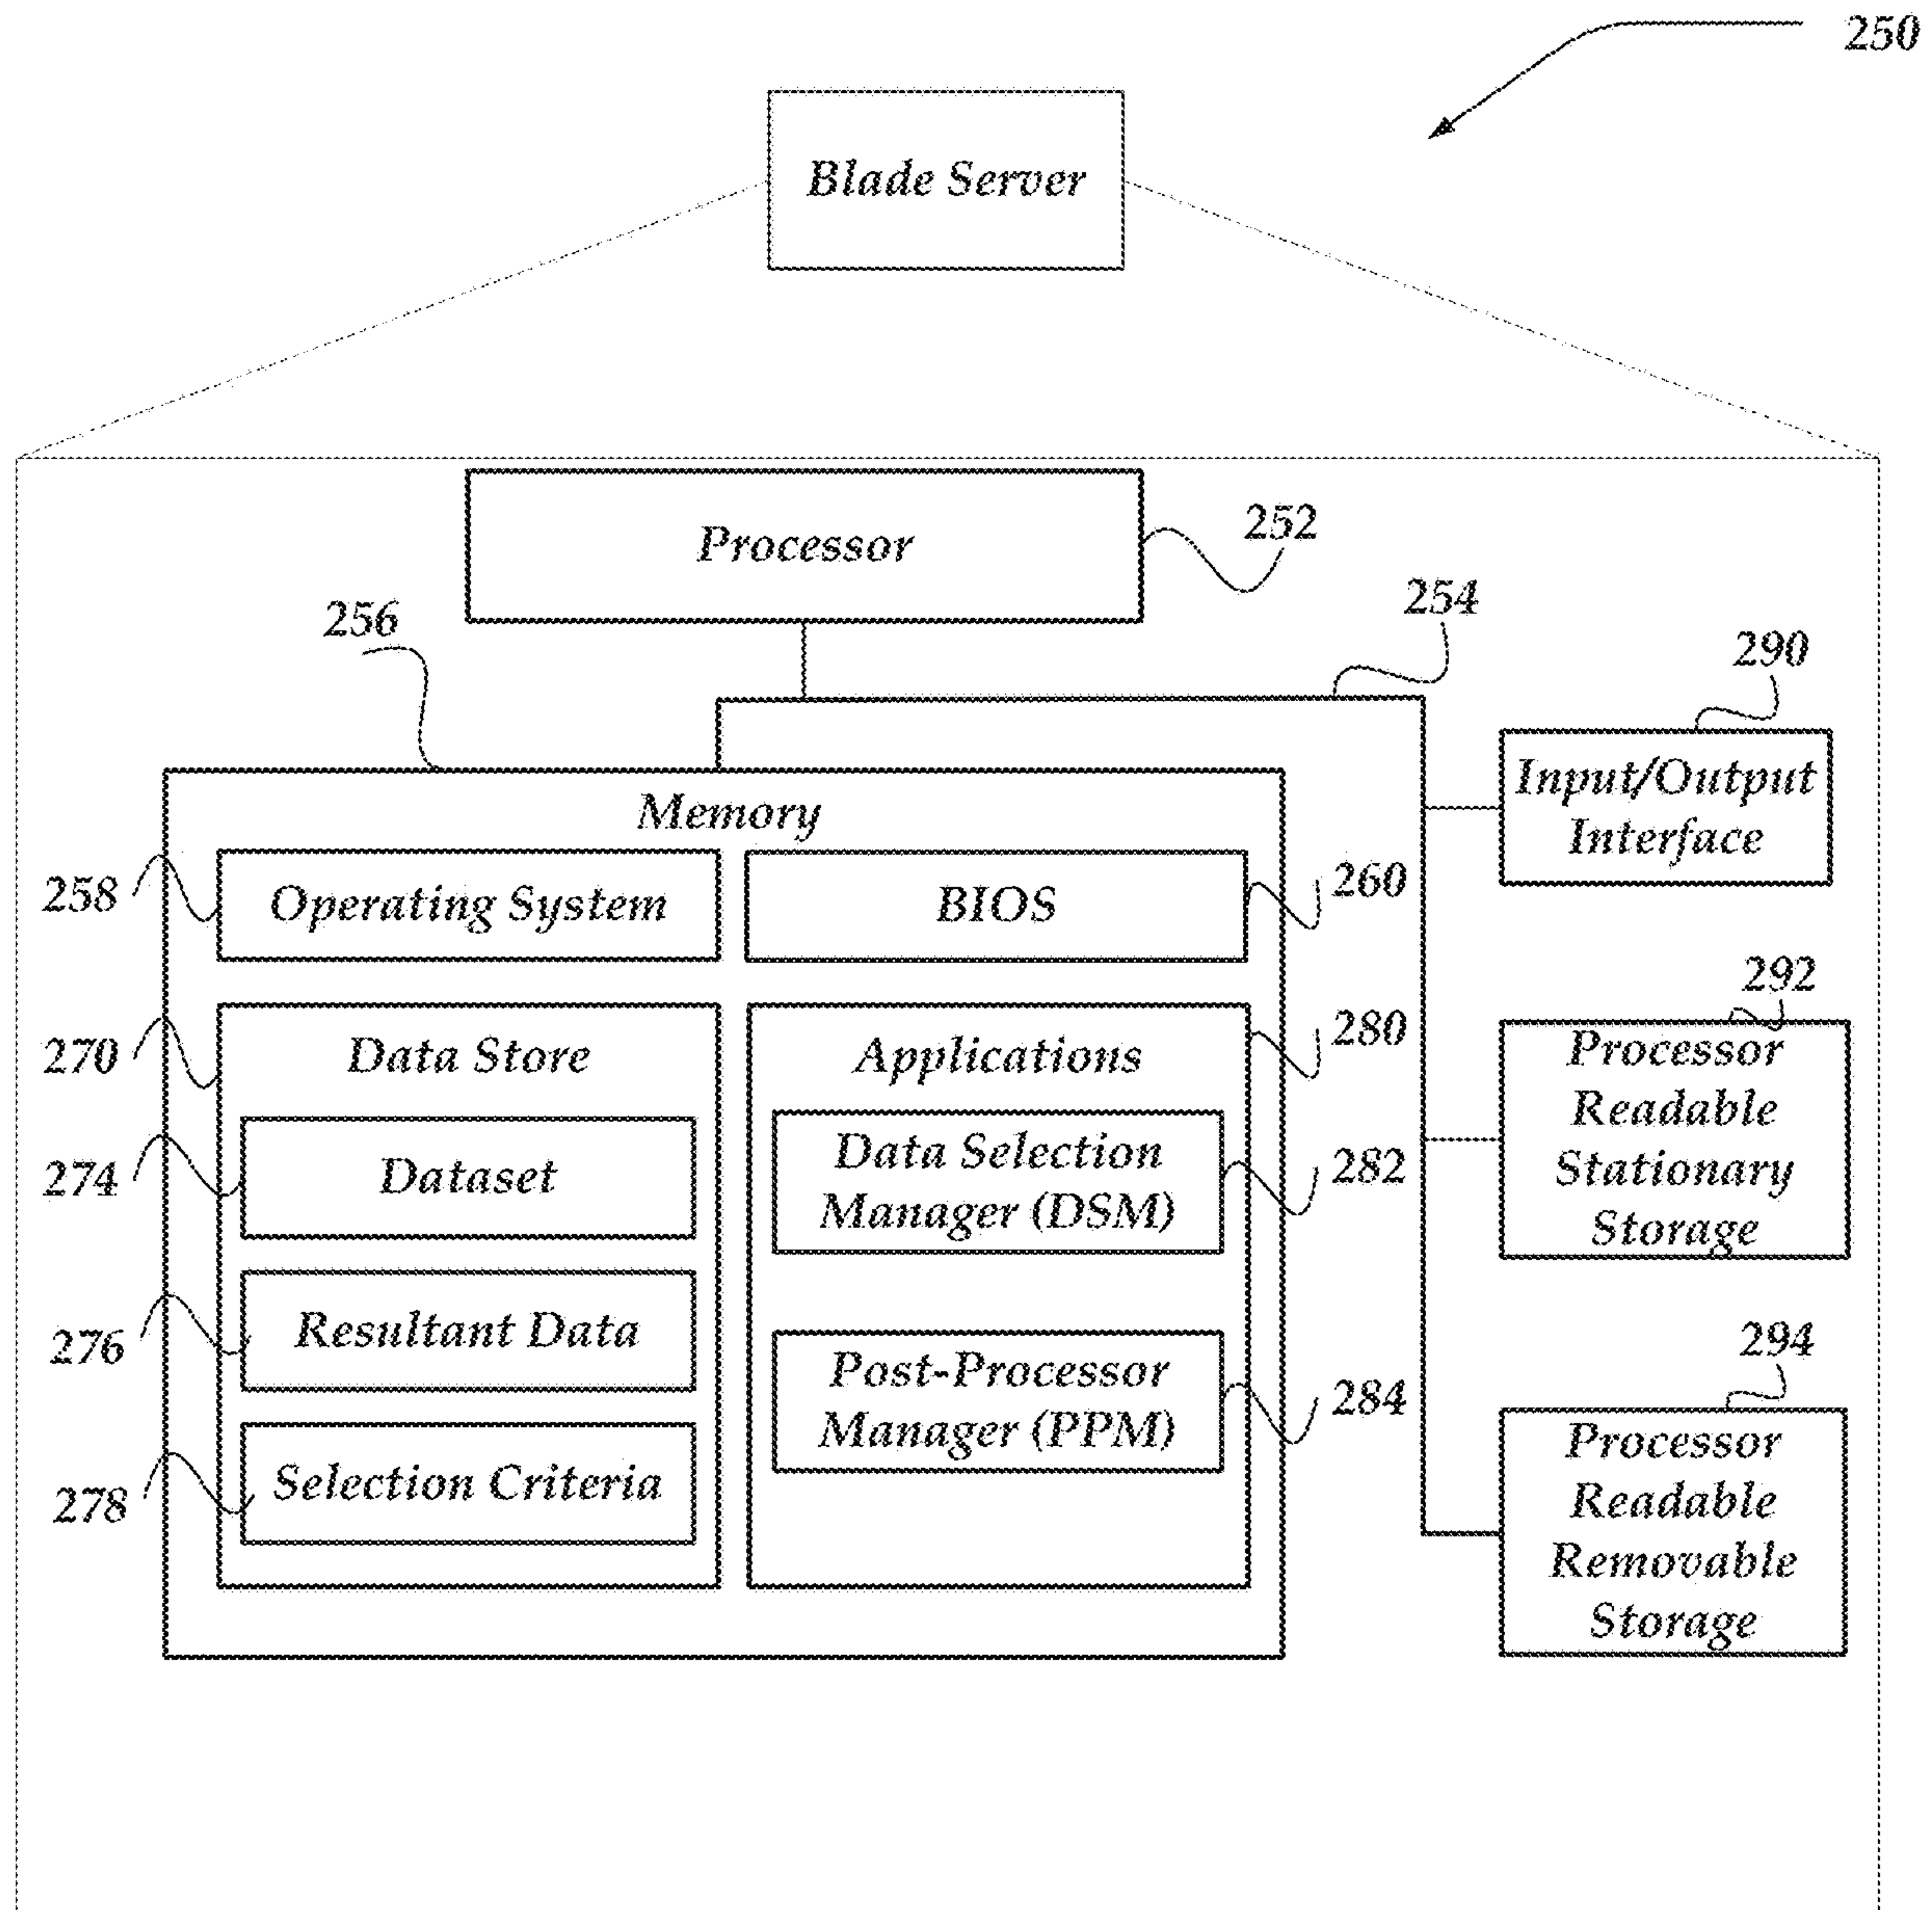 250
Blade Server
Processor
252
254
256
290
Input/Output
Interface
Memory
258
Operating System
BIOS
260
292
Processor
Readable
Stationary
Storage
270
Data Store
Applications
280
274
Dataset
Data Selection
Manager (DSM)
282
276
Resultant Data
Post-Processor
Manager (PPM)
284
278
Selection Criteria
294
Processor
Readable
Removable
Storage